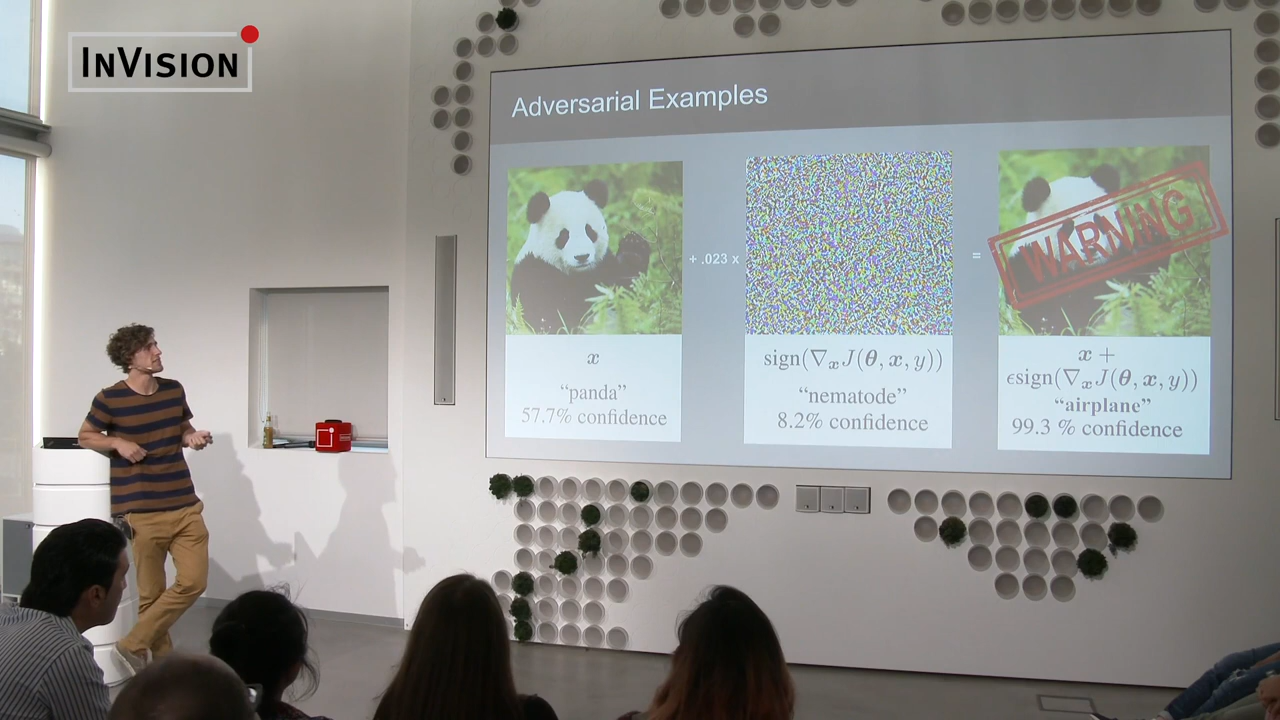 INVISION
Adversarial Examples
+ .023 x
=
WARNING
x
"panda"
57.7% confidence
sign(∇ₓJ(θ, x, y))
"nematode"
8.2% confidence
x +
εsign(∇ₓJ(θ, x, y))
"airplane"
99.3 % confidence